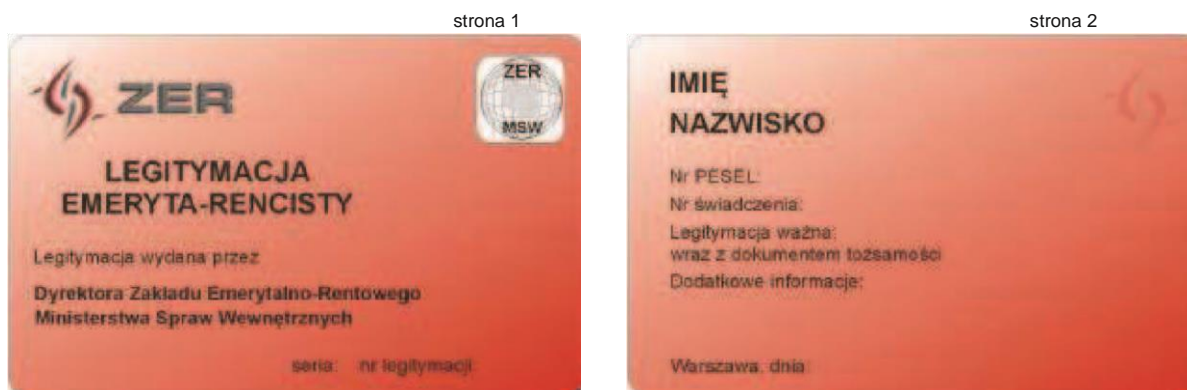 strona 1
ZER
ZER
MSW
LEGITYMACJA
EMERYTA-RENCISTY
Legitymacja wydana przez
Dyrektora Zakładu Emerytalno-Rentowego
Ministerstwa Spraw Wewnętrznych
seria: nr legitymacji:
strona 2
IMIĘ
NAZWISKO
Nr PESEL:
Nr świadczenia:
Legitymacja ważna:
wraz z dokumentem tożsamości
Dodatkowe informacje:
Warszawa, dnia: